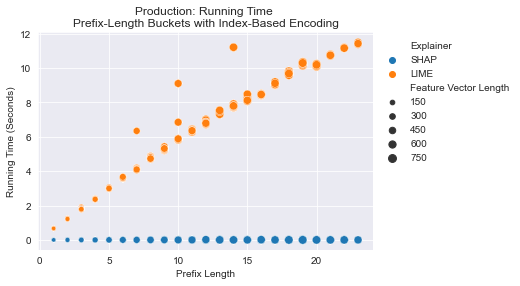 Production: Running Time
Prefix-Length Buckets with Index-Based Encoding
12
10
8
6
4
2
0
Running Time (Seconds)
0
5
10
15
20
Prefix Length
Explainer
SHAP
LIME
Feature Vector Length
150
300
450
600
750